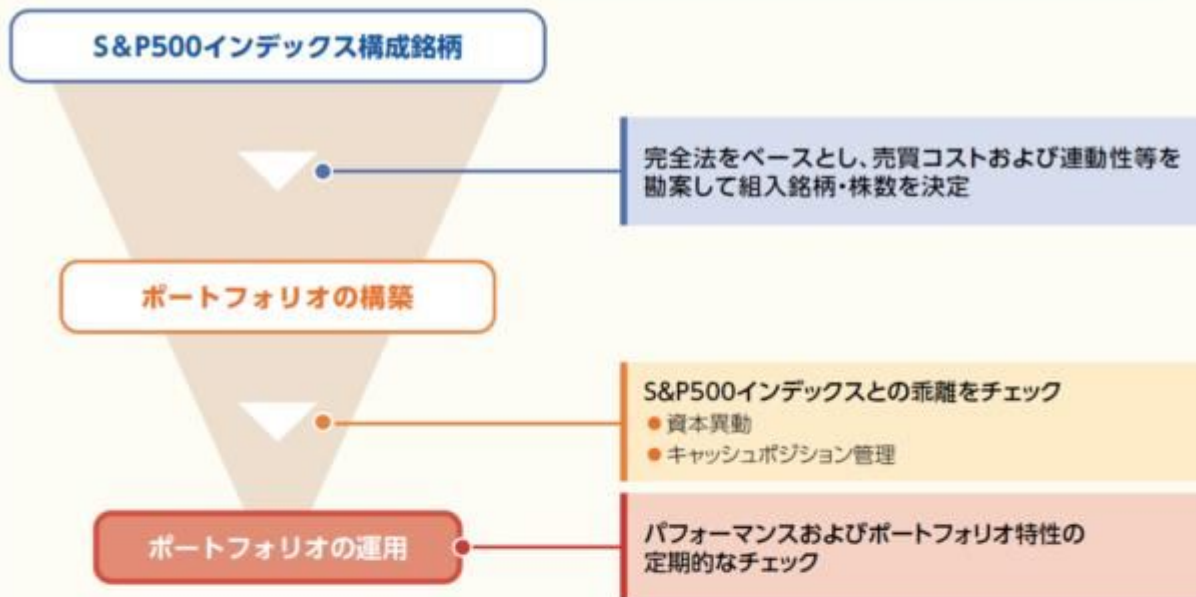 S&P500インデックス構成銘柄
完全法をベースとし、売買コストおよび連動性等を
勘案して組入銘柄・株数を決定
ポートフォリオの構築
S&P500インデックスとの乖離をチェック
● 資本異動
● キャッシュポジション管理
ポートフォリオの運用
パフォーマンスおよびポートフォリオ特性の
定期的なチェック